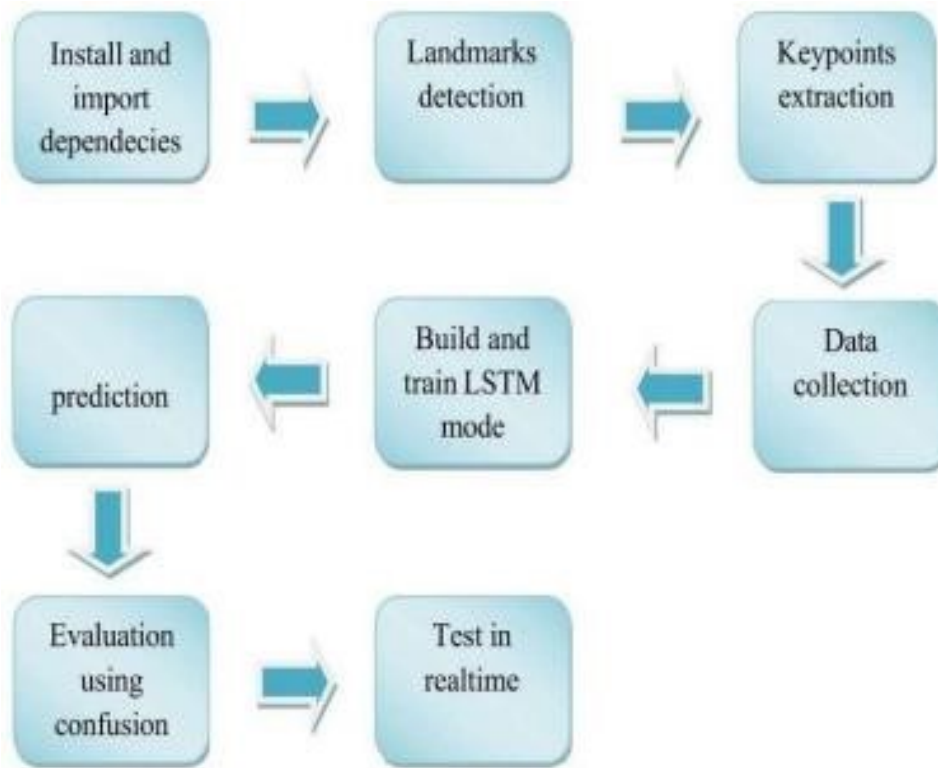 Install and
import
dependecies
Landmarks
detection
Keypoints
extraction
Data
collection
Build and
train LSTM
mode
prediction
Evaluation
using
confusion
Test in
realtime